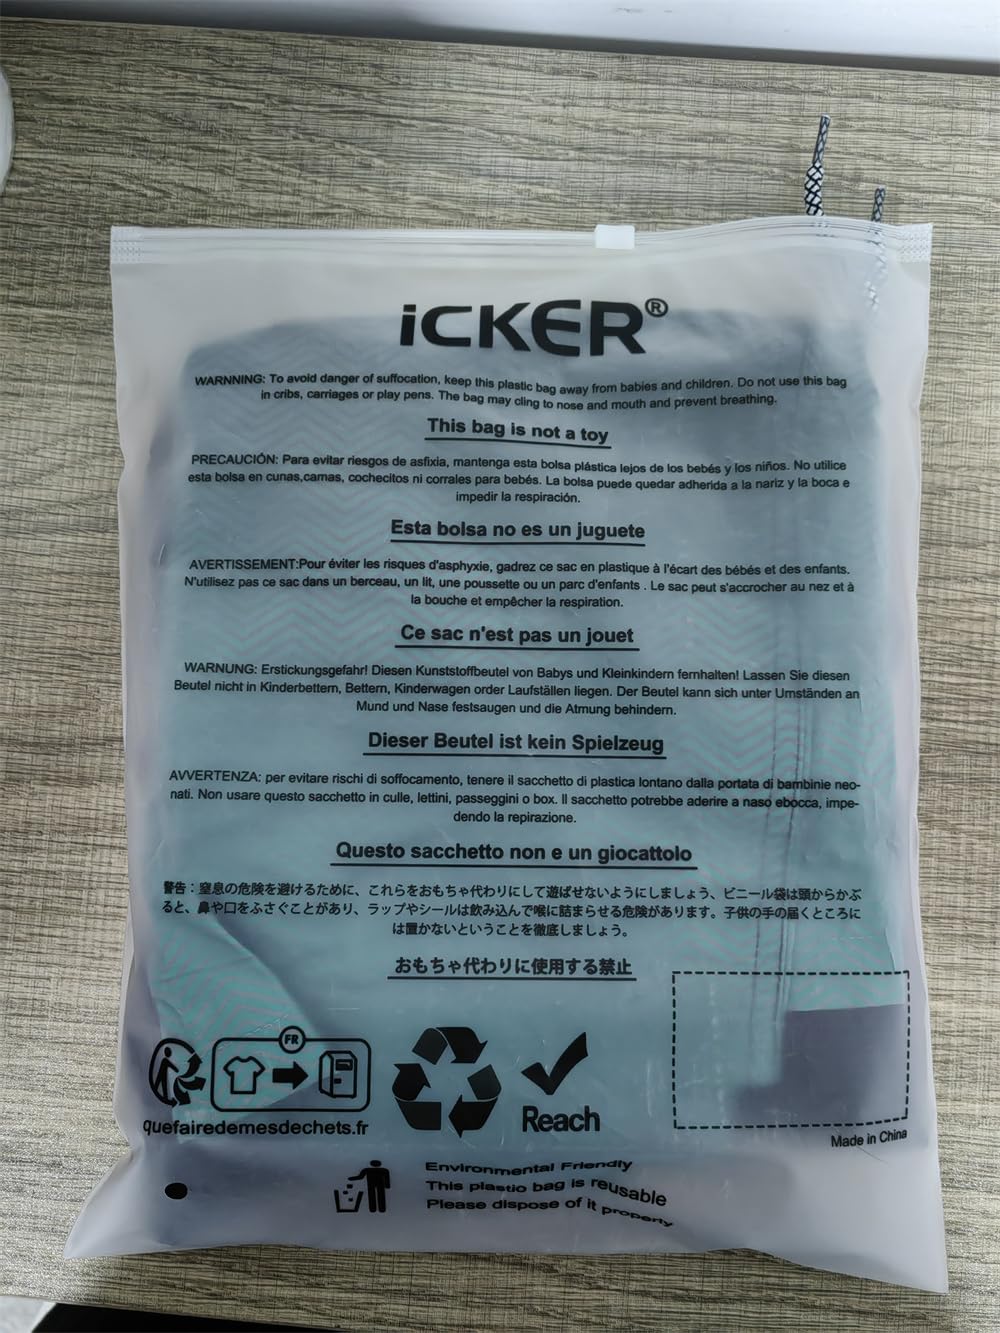 iCKER®
WARNNING: To avoid danger of suffocation, keep this plastic bag away from babies and children. Do not use this bag
in cribs, carriages or play pens. The bag may cling to nose and mouth and prevent breathing.
This bag is not a toy
PRECAUCIÓN: Para evitar riesgos de asfixia, mantenga esta bolsa plástica lejos de los bebés y los niños. No utilice
esta bolsa en cunas,camas, cochecitos ni corrales para bebés. La bolsa puede quedar adherida a la nariz y la boca e
impedir la respiración.
Esta bolsa no es un juguete
AVERTISSEMENT:Pour éviter les risques d'asphyxie, gadrez ce sac en plastique à l'écart des bébés et des enfants.
N'utilisez pas ce sac dans un berceau, un lit, une poussette ou un parc d'enfants . Le sac peut s'accrocher au nez et à
la bouche et empêcher la respiration.
Ce sac n'est pas un jouet
WARNUNG: Erstickungsgefahr! Diesen Kunststoffbeutel von Babys und Kleinkindern fernhalten! Lassen Sie diesen
Beutel nicht in Kinderbettern, Bettern, Kinderwagen order Laufställen liegen. Der Beutel kann sich unter Umständen an
Mund und Nase festsaugen und die Atmung behindern.
Dieser Beutel ist kein Spielzeug
AVVERTENZA: per evitare rischi di soffocamento, tenere il sacchetto di plastica lontano dalla portata di bambinie neo-
nati. Non usare questo sacchetto in culle, lettini, passeggini o box. Il sacchetto potrebbe aderire a naso ebocca, impe-
dendo la repirazione.
Questo sacchetto non e un giocattolo
警告：窒息の危険を避けるために、これらをおもちゃ代わりにして遊ばせないようにしましょう、ビニール袋は頭からかぶ
ると、鼻や口をふさぐことがあり、ラップやシールは飲み込んで喉に詰まらせる危険があります。子供の手の届くところに
は置かないということを徹底しましょう。
おもちゃ代わりに使用する禁止
FR
quefairedemesdechets.fr
Reach
Made in China
Environmental Friendly
This plastio bag is reusable
Please dispose of it property